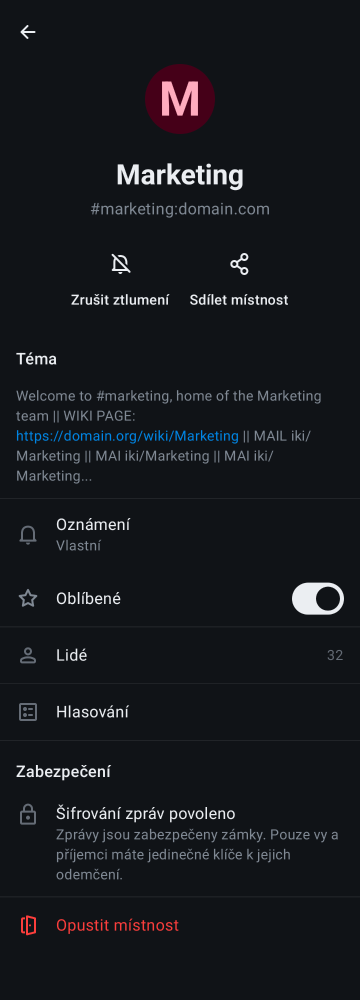 M
Marketing
#marketing:domain.com
Zrušit ztlumení
Sdílet místnost
Téma
Welcome to #marketing, home of the Marketing
team || WIKI PAGE:
https://domain.org/wiki/Marketing || MAIL iki/
Marketing || MAI iki/Marketing || MAI iki/
Marketing...
Oznámení
Vlastní
Oblíbené
Lidé 32
Hlasování
Zabezpečení
Šifrování zpráv povoleno
Zprávy jsou zabezpečeny zámky. Pouze vy a
příjemci máte jedinečné klíče k jejich
odemčení.
Opustit místnost